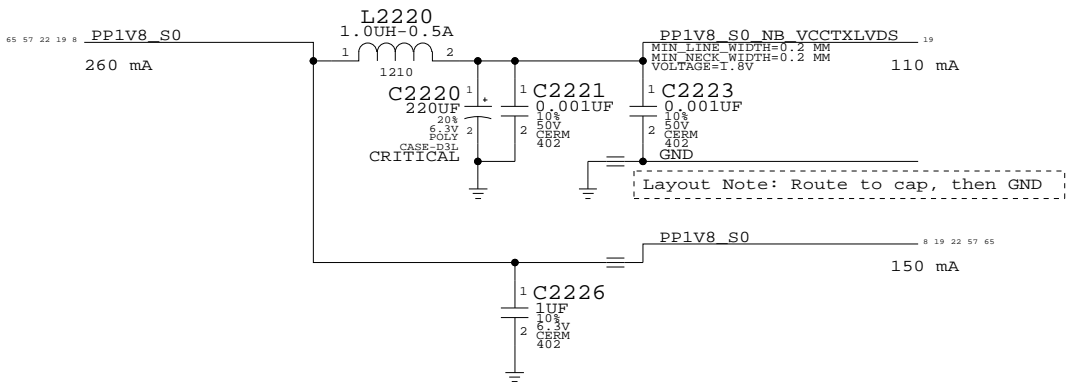 L2220
1.0UH-0.5A
65 57 22 19 8 PP1V8_S0
260 mA
1 2
1210
PP1V8_S0_NB_VCCTXLVDS 19
MIN_LINE_WIDTH=0.2 MM
MIN_NECK_WIDTH=0.2 MM
VOLTAGE=1.8V
110 mA
C2220 1 +
220UF
20%
6.3V 2
POLY
CASE-D3L
CRITICAL
1 C2221
0.001UF
10%
50V
2 CERM
402
1 C2223
0.001UF
10%
50V
2 CERM
402
GND
Layout Note: Route to cap, then GND
PP1V8_S0 8 19 22 57 65
150 mA
1 C2226
1UF
10%
6.3V
2 CERM
402